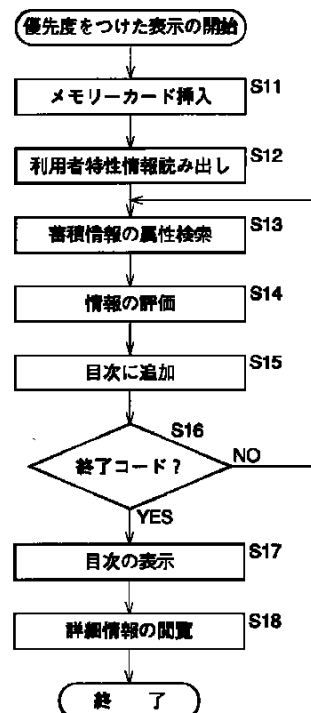 優先度をつけた表示の開始
メモリーカード挿入
S11
利用者特性情報読み出し
S12
蓄積情報の属性検索
S13
情報の評価
S14
目次に追加
S15
S16
終了コード?
NO
YES
目次の表示
S17
詳細情報の閲覧
S18
終 了